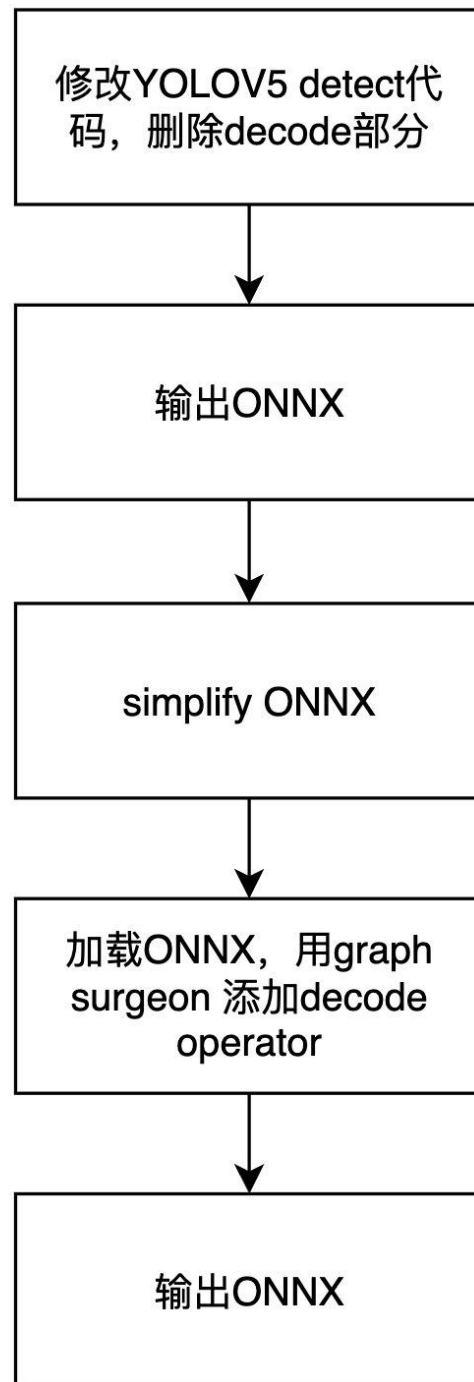 修改YOLOV5 detect代
码，删除decode部分
输出ONNX
simplify ONNX
加载ONNX，用graph
surgeon 添加decode
operator
输出ONNX